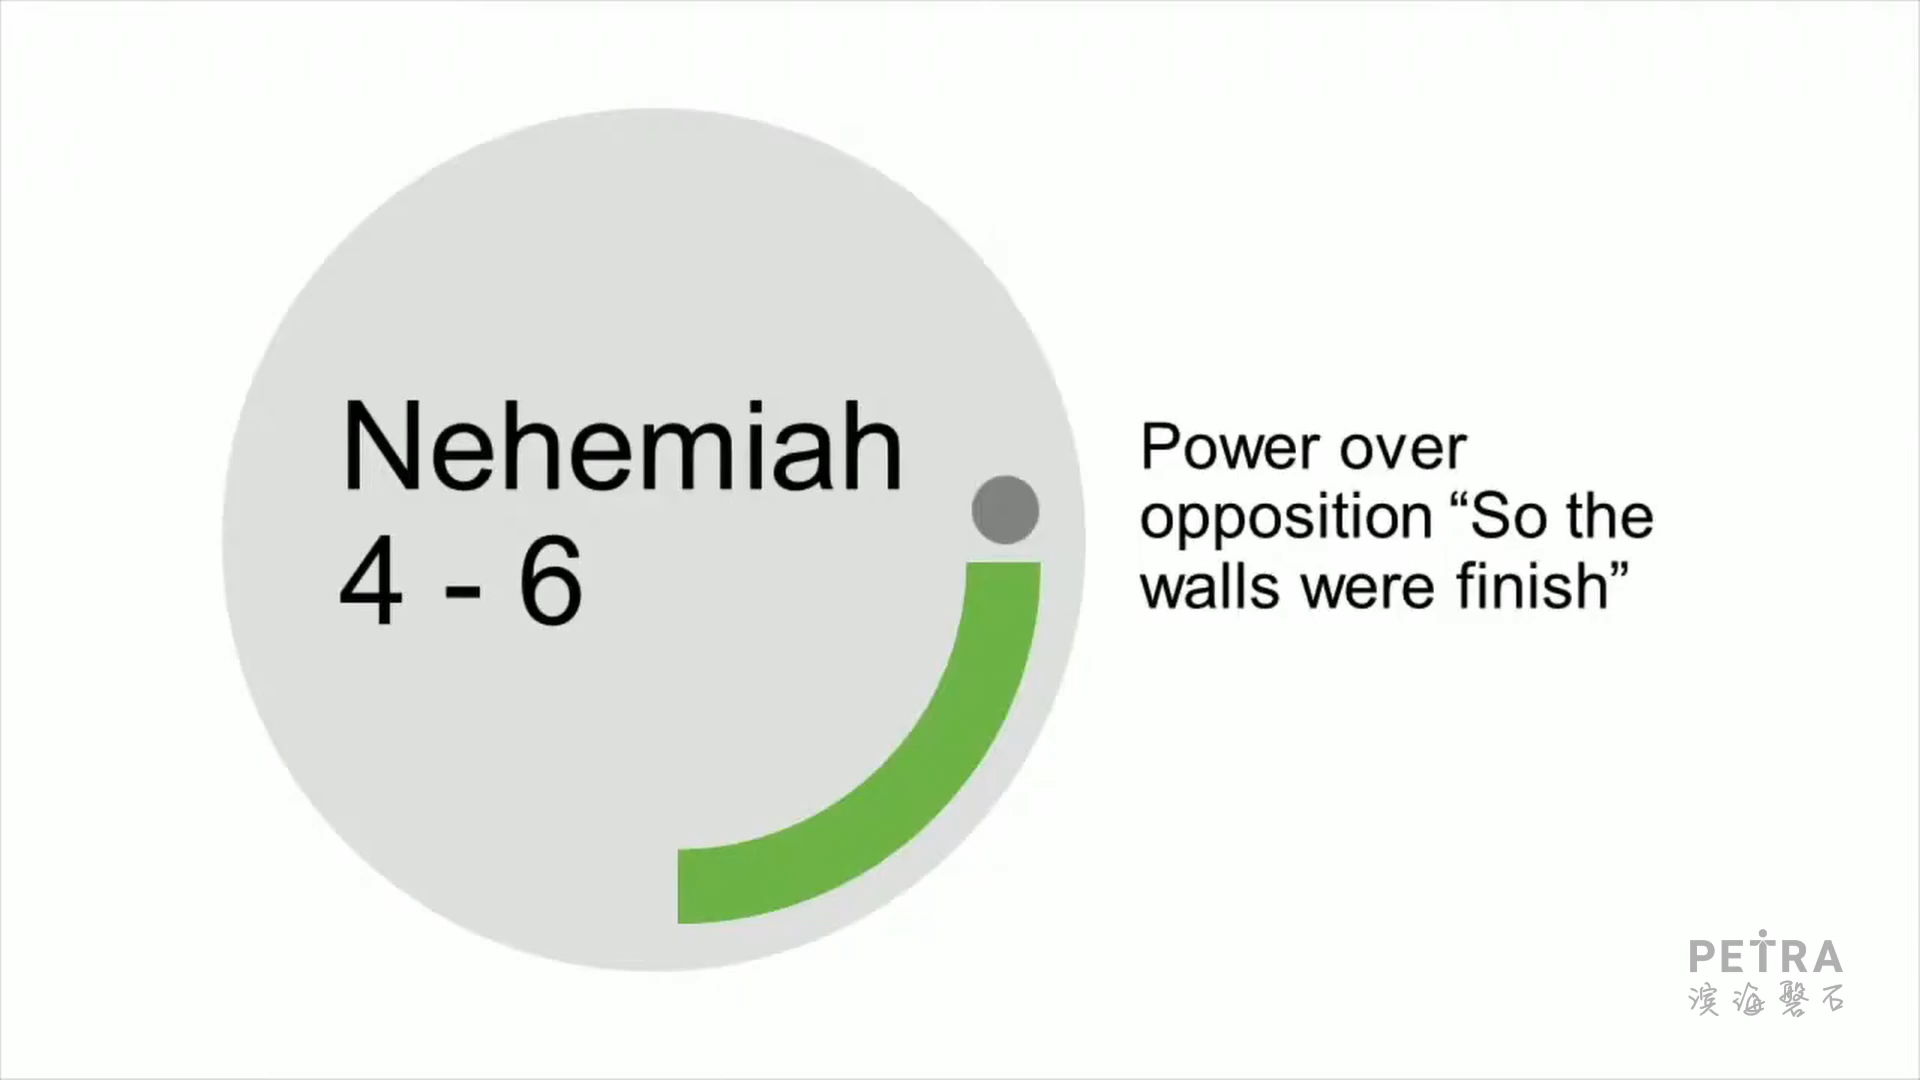 Nehemiah
4 - 6
Power over
opposition “So the
walls were finish”
PETRA
滨海磐石